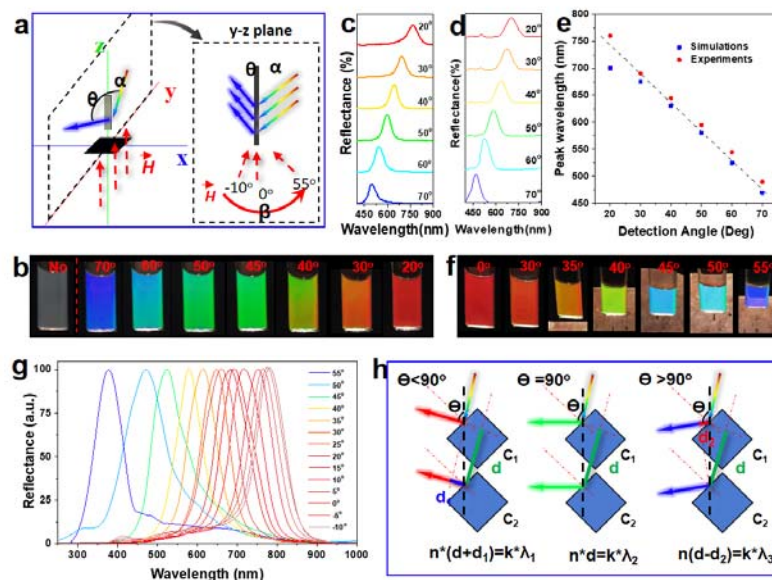 a
y-z plane
z
α
θ
y
x
H
θ
α
H
-10°
0°
55°
β
c
Reflectance (%)
20°
30°
40°
50°
60°
70°
450 600 750 900
Wavelength(nm)
d
Reflectance(%)
20°
30°
40°
50°
60°
70°
450 600 750 900
Wavelength(nm)
e
Peak wavelength (nm)
800
750
700
650
600
550
500
450
Simulations
Experiments
20 30 40 50 60 70
Detection Angle (Deg)
b
No 70° 60° 50° 45° 40° 30° 20°
f
0° 30° 35° 40° 45° 50° 55°
g
Reflectance (a.u.)
100
75
50
25
0
55°
50°
45°
40°
35°
30°
25°
20°
15°
10°
5°
0°
-5°
-10°
300 400 500 600 700 800 900 1000
Wavelength (nm)
h
Θ<90° Θ =90° Θ >90°
Θ Θ Θ
C₁ C₁ C₁
d d d
C₂ C₂ C₂
n*(d+d₁)=k*λ₁ n*d=k*λ₂ n(d-d₂)=k*λ₃